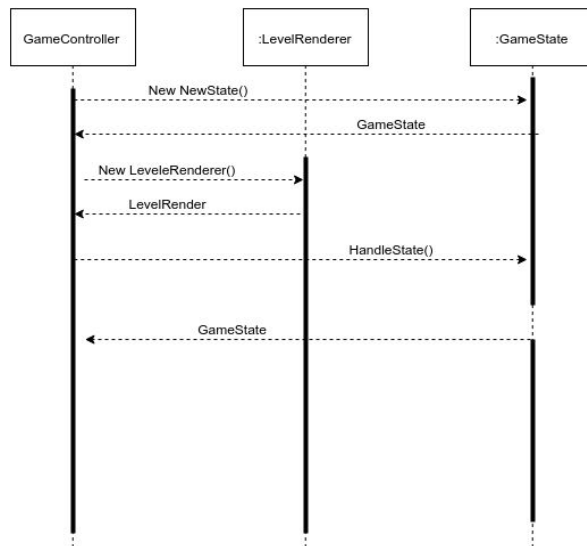 GameController
:LevelRenderer
:GameState
New NewState()
GameState
New LeveleRenderer()
LevelRender
HandleState()
GameState